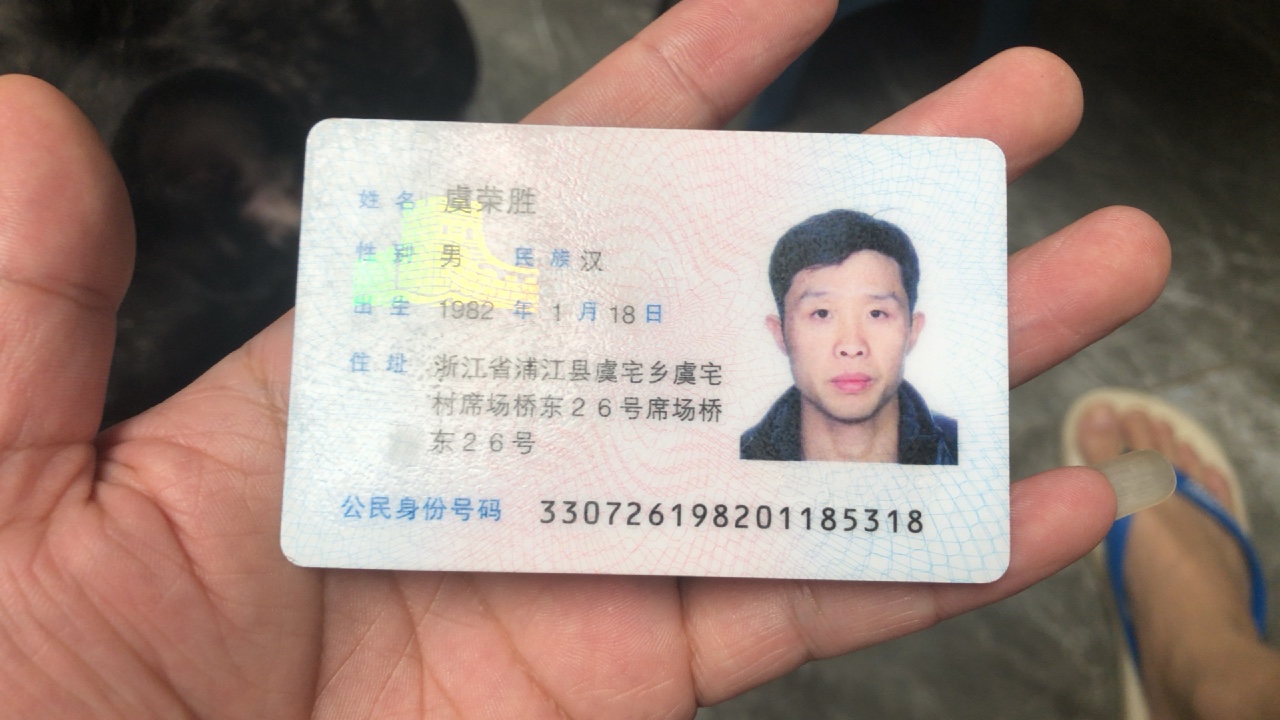 姓名 虞荣胜
性别 男 民族 汉
出生 1982 年 1 月 18 日
住址 浙江省浦江县虞宅乡虞宅
村席场桥东26号席场桥
东26号
公民身份号码 330726198201185318